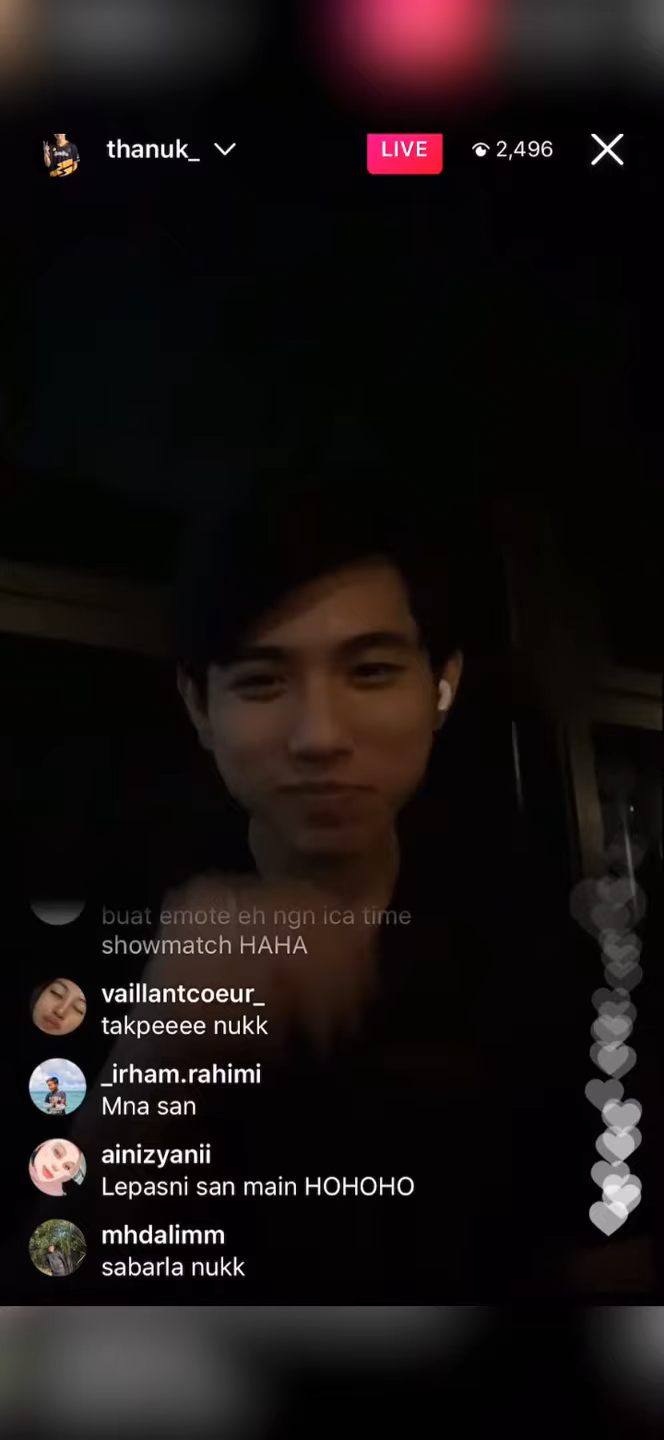 thanuk_
LIVE
2,496
buat emote eh ngn ica time
showmatch HAHA
vaillantcoeur_
takpeeee nukk
_irham.rahimi
Mna san
ainizyanii
Lepasni san main HOHOHO
mhdalimm
sabarla nukk